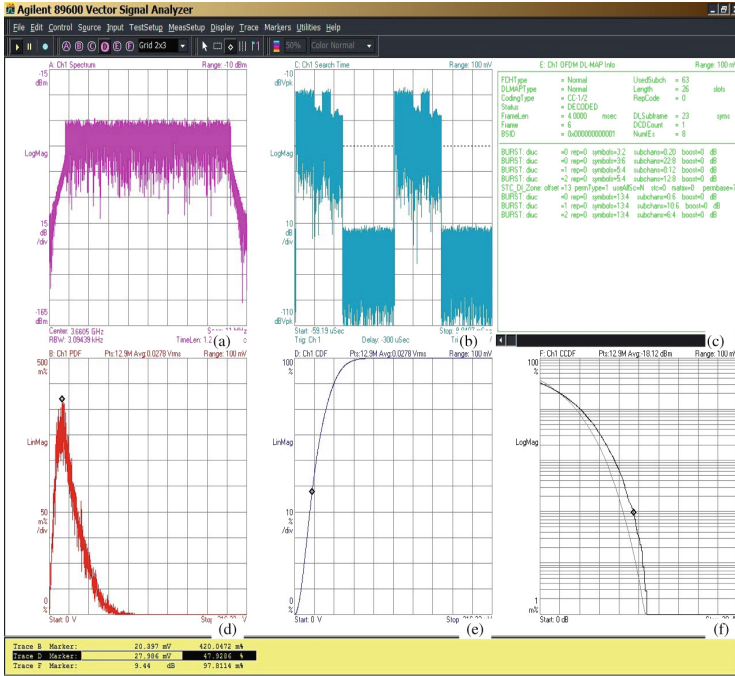 Agilent 89600 Vector Signal Analyzer
File Edit Control Source Input TestSetup MeasSetup Display Trace Markers Utilities Help
A B C D E F Grid 2x3 50% Color Normal
A: Ch1 Spectrum Range: -10 dBm
-15
dBm
LogMag
15
dB
/div
-165
dBm
Center: 3.6605 GHz
RBW: 3.09439 kHz TimeLen: 1.2
(a)
C: Ch1 Search Time Range: 100 mV
-10
dBVpk
LogMag
10
dB
/div
-110
dBVpk
Start: -59.19 uSec
Trig: Ch 1 Delay: -300 uSec
(b)
E: Ch1 OFDM DL-MAP Info Range: 100 mV
FCHType = Normal UsedSubch = 63
DLMAPType = Normal Length = 26 slots
CodingType = CC-1/2 RepCode = 0
Status = DECODED
FrameLen = 4.0000 msec DLSubframe = 23 syms
Frame = 6 DCDCount = 1
BSID = 0x000000000001 NumIEs = 8
BURST: diuc =0 rep=0 symbols=3:2 subchans=0:20 boost=0 dB
BURST: diuc =0 rep=0 symbols=3:6 subchans=22:8 boost=0 dB
BURST: diuc =1 rep=0 symbols=5:4 subchans=0:12 boost=0 dB
BURST: diuc =2 rep=0 symbols=5:4 subchans=12:8 boost=0 dB
STC_Dl_Zone: offset=13 permType=1 useAllSc=N stc=0 matrix=0 permbase=
BURST: diuc =0 rep=0 symbols=13:4 subchans=0:6 boost=0 dB
BURST: diuc =1 rep=0 symbols=13:4 subchans=10:6 boost=0 dB
BURST: diuc =2 rep=0 symbols=13:4 subchans=6:4 boost=0 dB
(c)
B: Ch1 PDF Pts:12.9M Avg:0.0278 Vrms Range: 100 mV
500
m%
LinMag
50
m%
/div
0
%
Start: 0 V Stop:
(d)
D: Ch1 CDF Pts:12.9M Avg:0.0278 Vrms Range: 100 mV
100
%
LinMag
10
%
/div
0
%
Start: 0 V Stop:
(e)
F: Ch1 CCDF Pts:12.9M Avg:-18.12 dBm Range: 100 mV
100
%
LogMag
1
m%
Start: 0 dB
(f)
Trace B Marker: 20.897 mV 420.0472 m%
Trace D Marker: 27.986 mV 47.9286 %
Trace F Marker: 9.44 dB 97.8114 m%